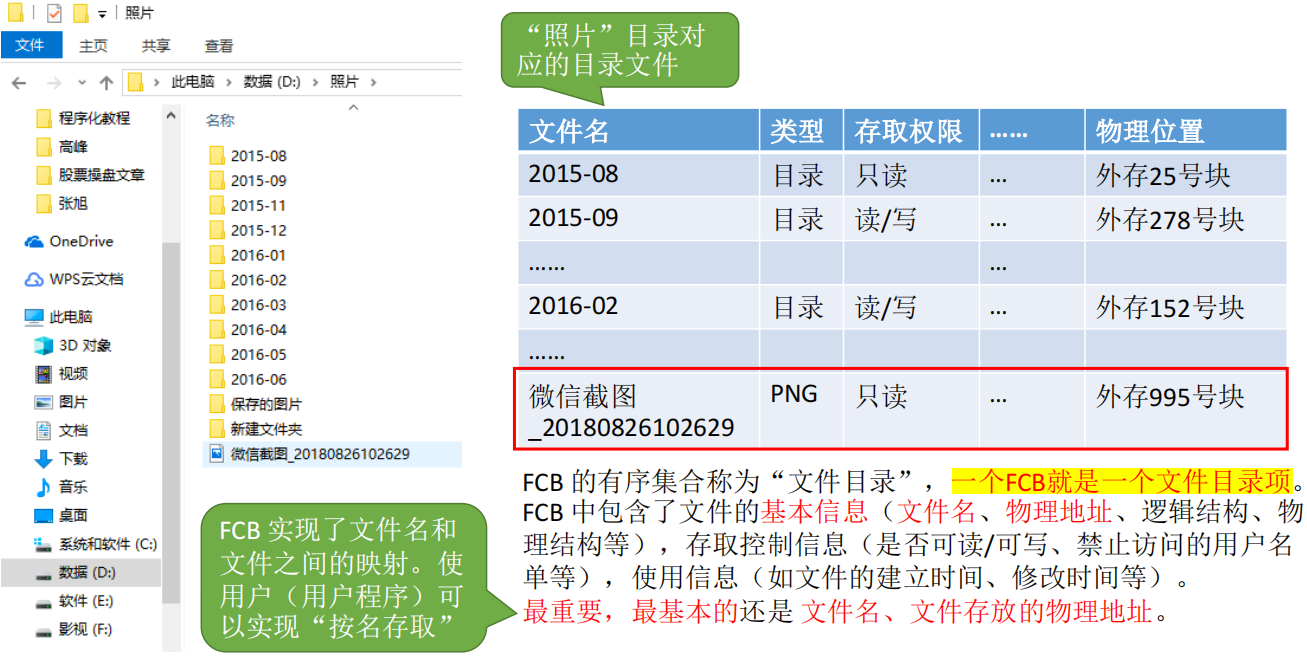 照片
文件 主页 共享 查看
此电脑 数据 (D:) 照片
程序化教程
高峰
股票操盘文章
张旭
OneDrive
WPS云文档
此电脑
3D 对象
视频
图片
文档
下载
音乐
桌面
系统和软件 (C:)
数据 (D:)
软件 (E:)
影视 (F:)
名称
2015-08
2015-09
2015-11
2015-12
2016-01
2016-02
2016-03
2016-04
2016-05
2016-06
保存的图片
新建文件夹
微信截图_20180826102629
“照片”目录对
应的目录文件
文件名 类型 存取权限 …… 物理位置
2015-08 目录 只读 … 外存25号块
2015-09 目录 读/写 … 外存278号块
…… …
2016-02 目录 读/写 … 外存152号块
……
微信截图 PNG 只读 … 外存995号块
_20180826102629
FCB 的有序集合称为“文件目录”，一个FCB就是一个文件目录项。
FCB 中包含了文件的基本信息（文件名、物理地址、逻辑结构、物
理结构等），存取控制信息（是否可读/可写、禁止访问的用户名
单等），使用信息（如文件的建立时间、修改时间等）。
最重要，最基本的还是 文件名、文件存放的物理地址。
FCB 实现了文件名和
文件之间的映射。使
用户（用户程序）可
以实现“按名存取”